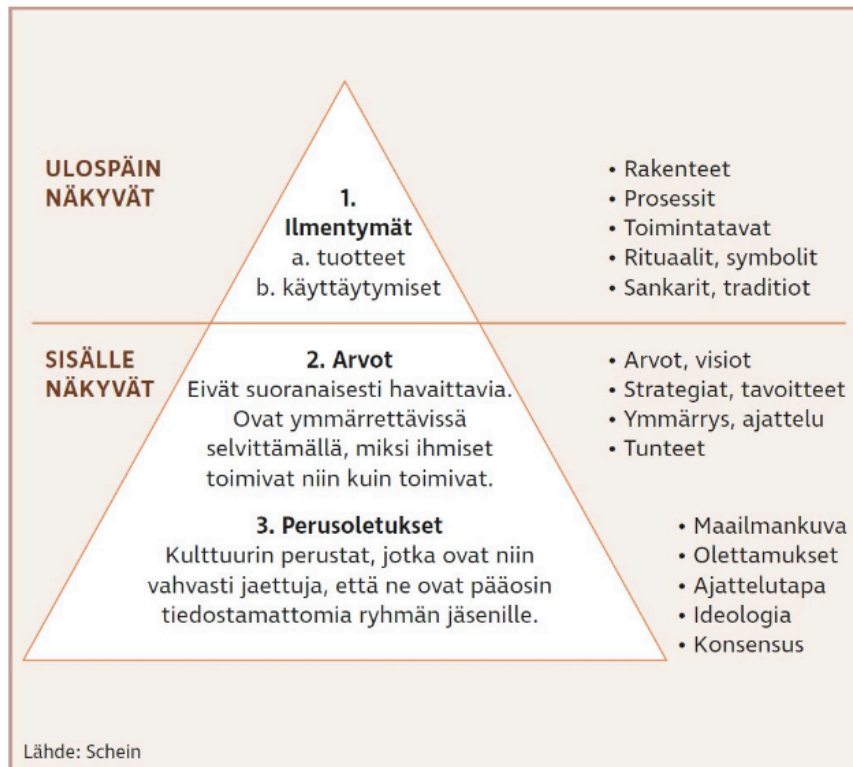 ULOSPÄIN
NÄKYVÄT
1.
Ilmentymät
a. tuotteet
b. käyttäytymiset
• Rakenteet
• Prosessit
• Toimintatavat
• Rituaalit, symbolit
• Sankarit, traditiot
SISÄLLE
NÄKYVÄT
2. Arvot
Eivät suoranaisesti havaittavia.
Ovat ymmärrettävissä
selvittämällä, miksi ihmiset
toimivat niin kuin toimivat.
• Arvot, visiot
• Strategiat, tavoitteet
• Ymmärrys, ajattelu
• Tunteet
3. Perusoletukset
Kulttuurin perustat, jotka ovat niin
vahvasti jaettuja, että ne ovat pääosin
tiedostamattomia ryhmän jäsenille.
• Maailmankuva
• Olettamukset
• Ajattelutapa
• Ideologia
• Konsensus
Lähde: Schein